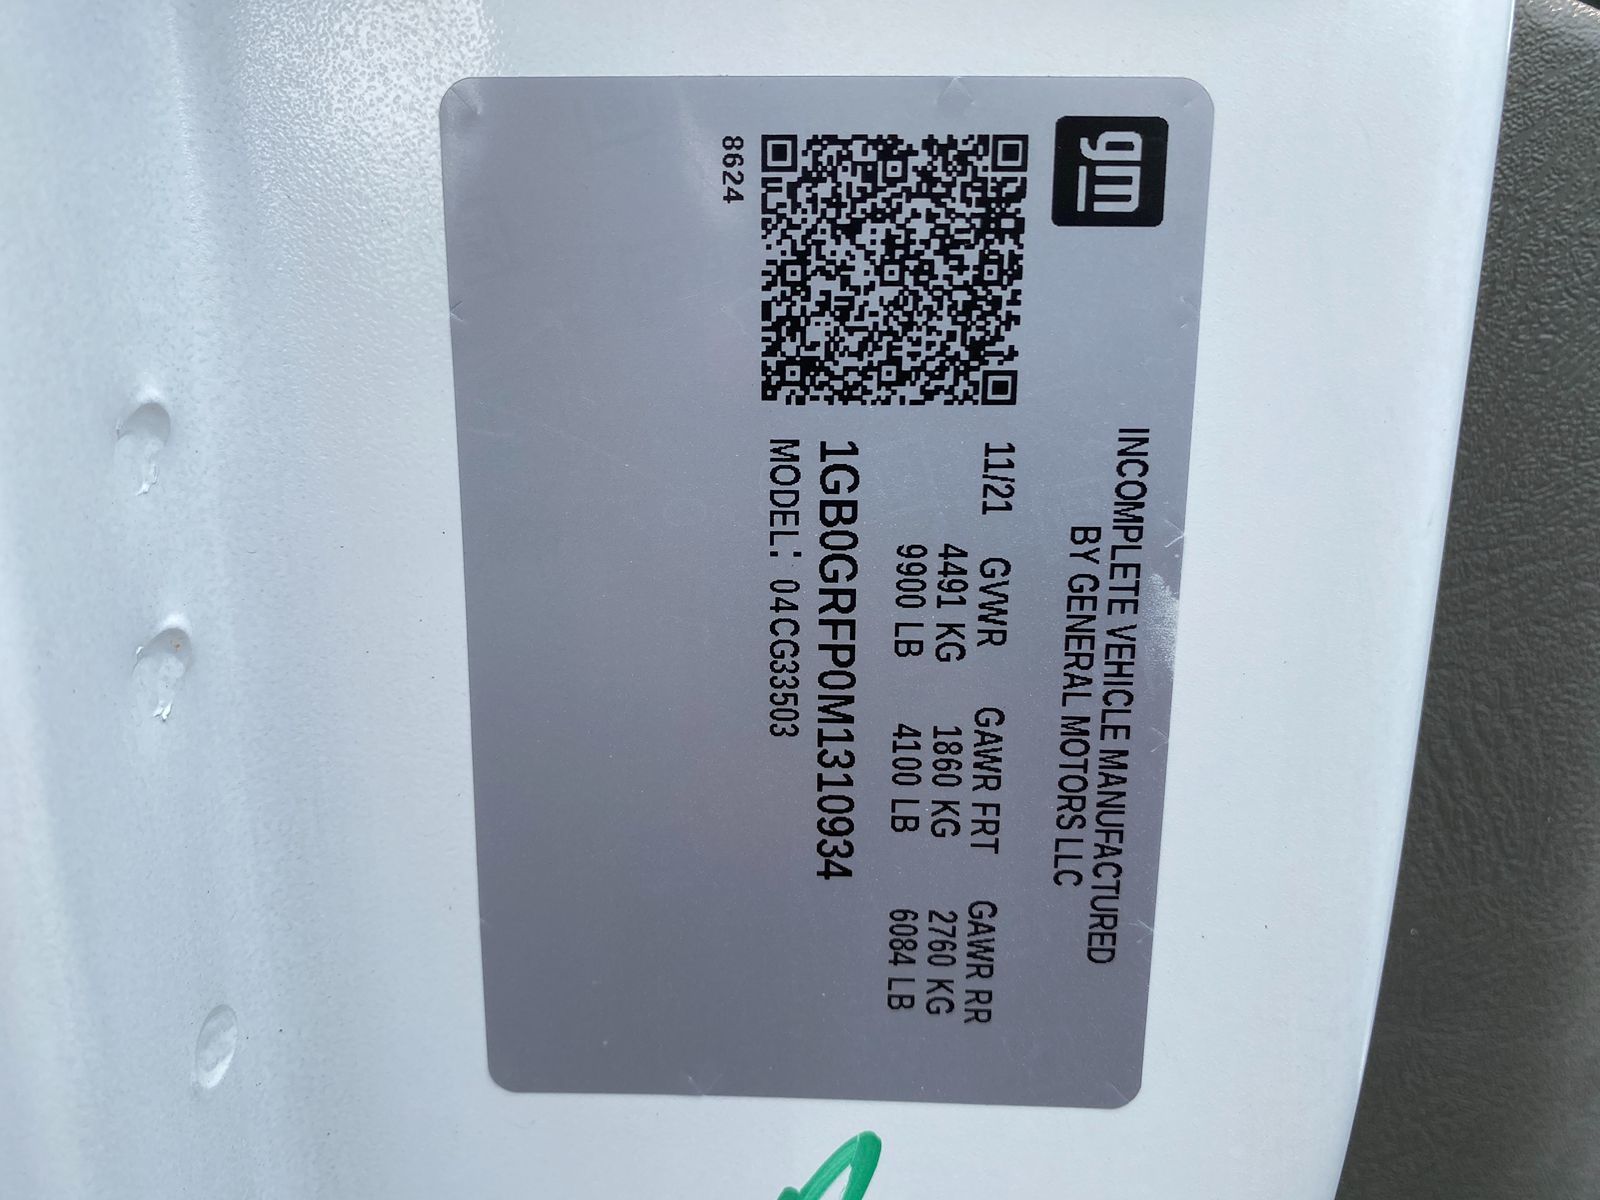 gm
INCOMPLETE VEHICLE MANUFACTURED
BY GENERAL MOTORS LLC
11/21 GVWR GAWR FRT GAWR RR
4491 KG 1860 KG 2760 KG
9900 LB 4100 LB 6084 LB
1GB0GRFP0M1310934
MODEL: 04CG33503
8624